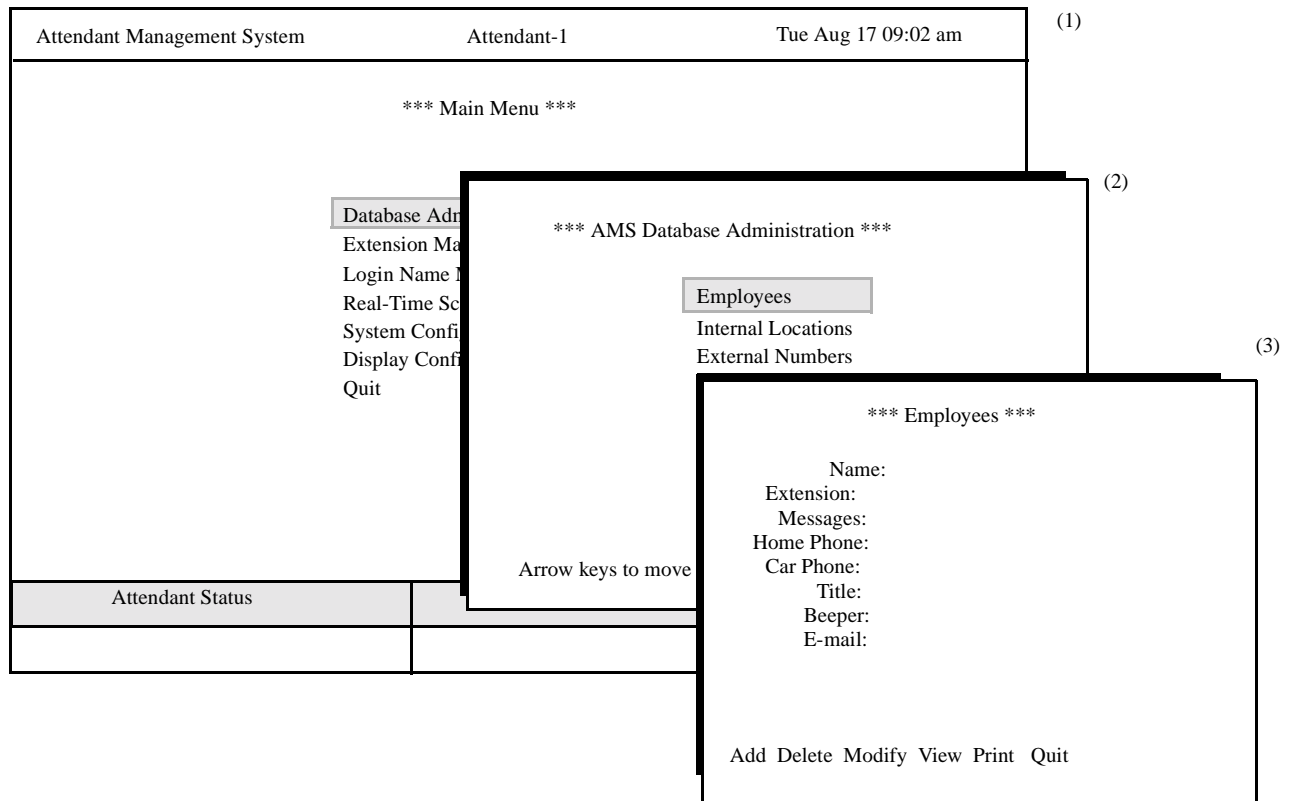 Attendant Management System Attendant-1 Tue Aug 17 09:02 am (1)
*** Main Menu ***
Database Adm
Extension Ma
Login Name
Real-Time Sc
System Confi
Display Confi
Quit
Attendant Status
(2)
*** AMS Database Administration ***
Employees
Internal Locations
External Numbers
Arrow keys to move
(3)
*** Employees ***
Name:
Extension:
Messages:
Home Phone:
Car Phone:
Title:
Beeper:
E-mail:
Add Delete Modify View Print Quit